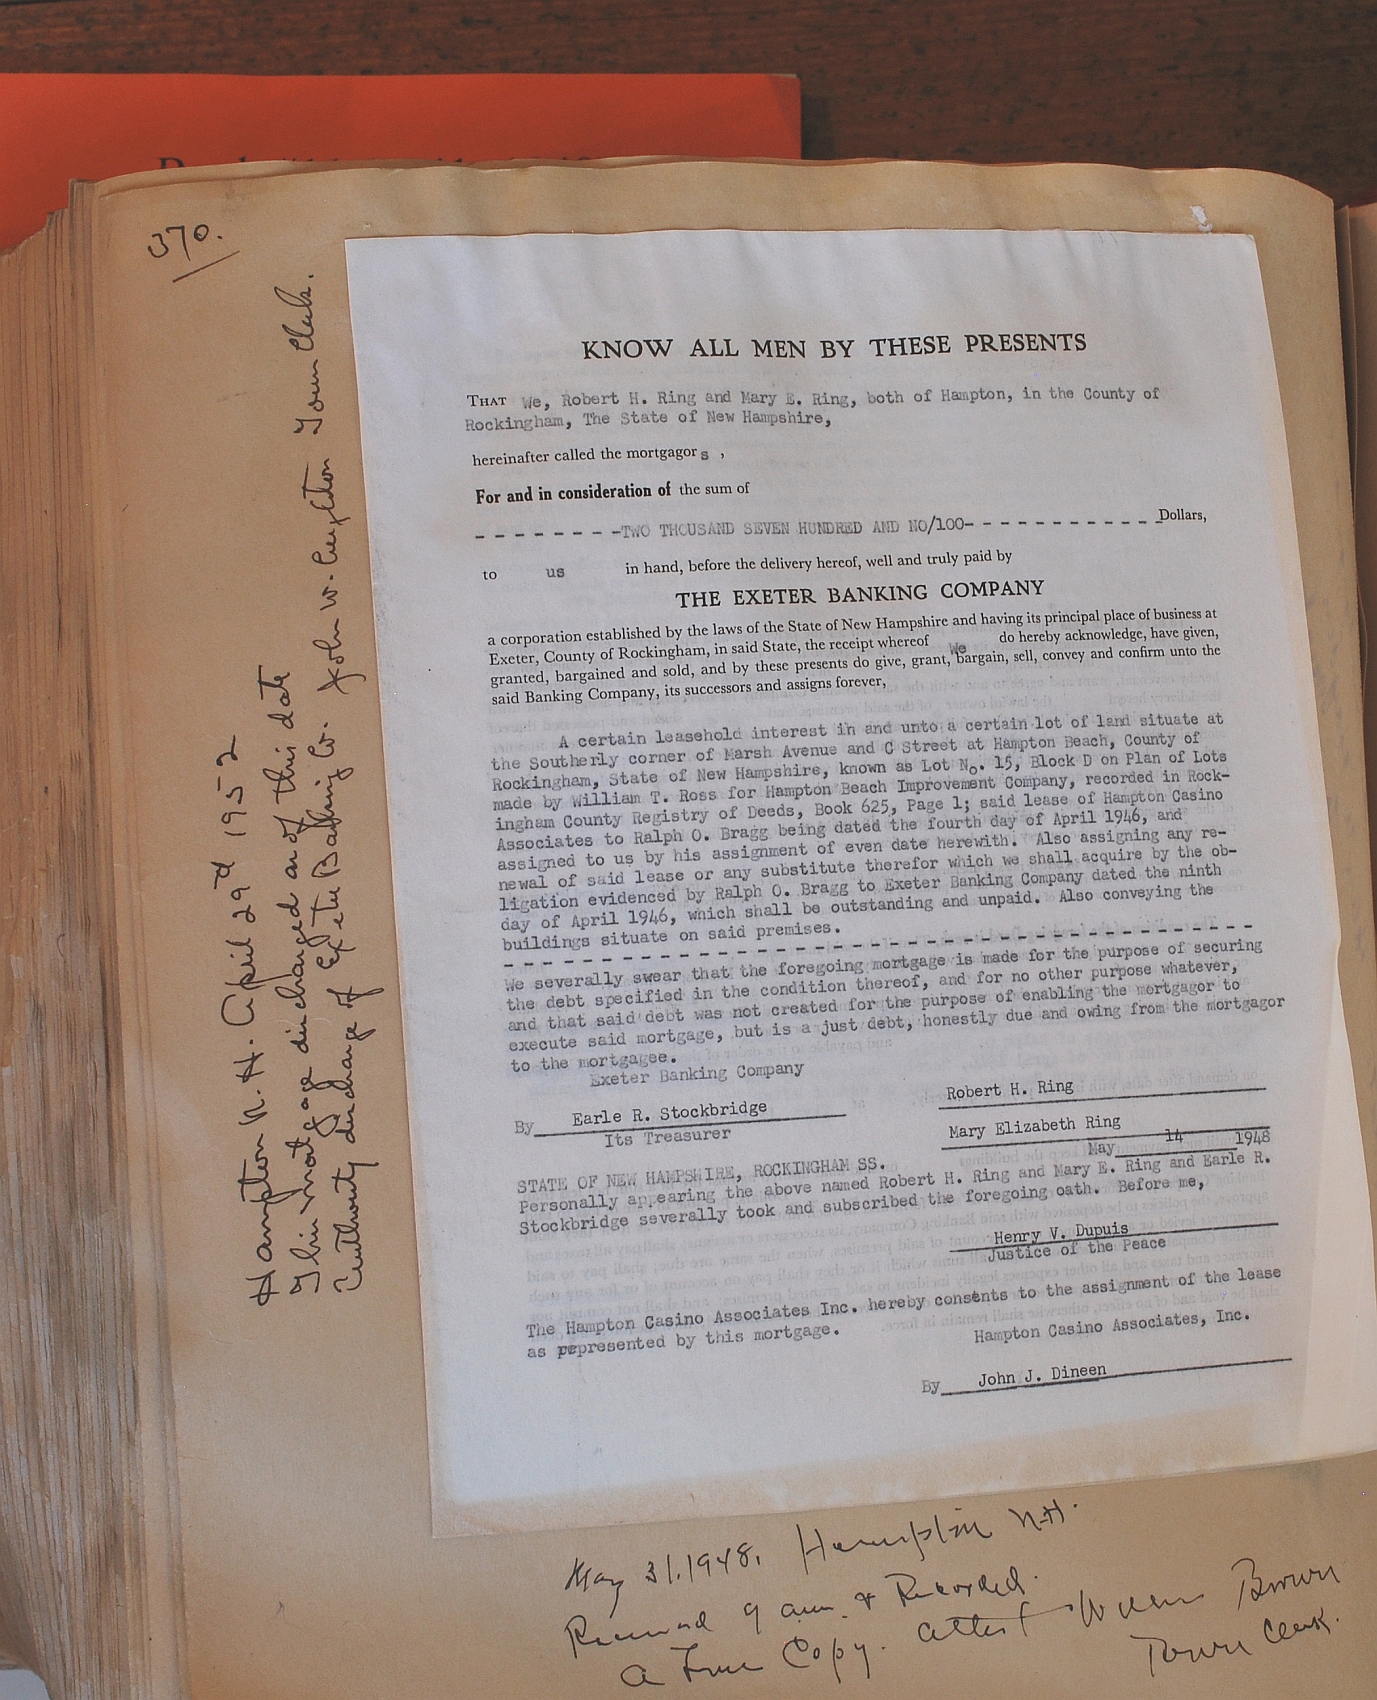 370.
KNOW ALL MEN BY THESE PRESENTS
THAT We, Robert H. Ring and Mary E. Ring, both of Hampton, in the County of
Rockingham, The State of New Hampshire,
hereinafter called the mortgagors ,
For and in consideration of the sum of
- - - - - - - -TWO THOUSAND SEVEN HUNDRED AND NO/100- - - - - - - - - - - - Dollars,
to us in hand, before the delivery hereof, well and truly paid by
THE EXETER BANKING COMPANY
a corporation established by the laws of the State of New Hampshire and having its principal place of business at
Exeter, County of Rockingham, in said State, the receipt whereof We do hereby acknowledge, have given,
granted, bargained and sold, and by these presents do give, grant, bargain, sell, convey and confirm unto the
said Banking Company, its successors and assigns forever,
A certain leasehold interest in and unto a certain lot of land situate at
the Southerly corner of Marsh Avenue and C Street at Hampton Beach, County of
Rockingham, State of New Hampshire, known as Lot No. 15, Block D on Plan of Lots
made by William T. Ross for Hampton Beach Improvement Company, recorded in Rock-
ingham County Registry of Deeds, Book 625, Page 1; said lease of Hampton Casino
Associates to Ralph O. Bragg being dated the fourth day of April 1946, and
assigned to us by his assignment of even date herewith. Also assigning any re-
newal of said lease or any substitute therefor which we shall acquire by the ob-
ligation evidenced by Ralph O. Bragg to Exeter Banking Company dated the ninth
day of April 1946, which shall be outstanding and unpaid. Also conveying the
buildings situate on said premises.
- - - - - - - - - - - - - - - - - - - - - - - - - - - - - - - - - - - - - -
We severally swear that the foregoing mortgage is made for the purpose of securing
the debt specified in the condition thereof, and for no other purpose whatever,
and that said debt was not created for the purpose of enabling the mortgagor to
execute said mortgage, but is a just debt, honestly due and owing from the mortgagor
to the mortgagee.
Exeter Banking Company
Robert H. Ring
By Earle R. Stockbridge
Its Treasurer
Mary Elizabeth Ring
May 14 1948
STATE OF NEW HAMPSHIRE, ROCKINGHAM SS.
Personally appearing the above named Robert H. Ring and Mary E. Ring and Earle R.
Stockbridge severally took and subscribed the foregoing oath. Before me,
Henry V. Dupuis
Justice of the Peace
The Hampton Casino Associates Inc. hereby consents to the assignment of the lease
as represented by this mortgage.
Hampton Casino Associates, Inc.
By John J. Dineen
Hampton N. H. April 29th 1952
This mortgage discharged as of this date
Authority discharge of Exeter Banking Co. John W. Creighton Town Clerk.
May 31, 1948. Hampton N.H.
Received 9 am & Recorded.
A True Copy. Attest William Brown
Town Clerk.